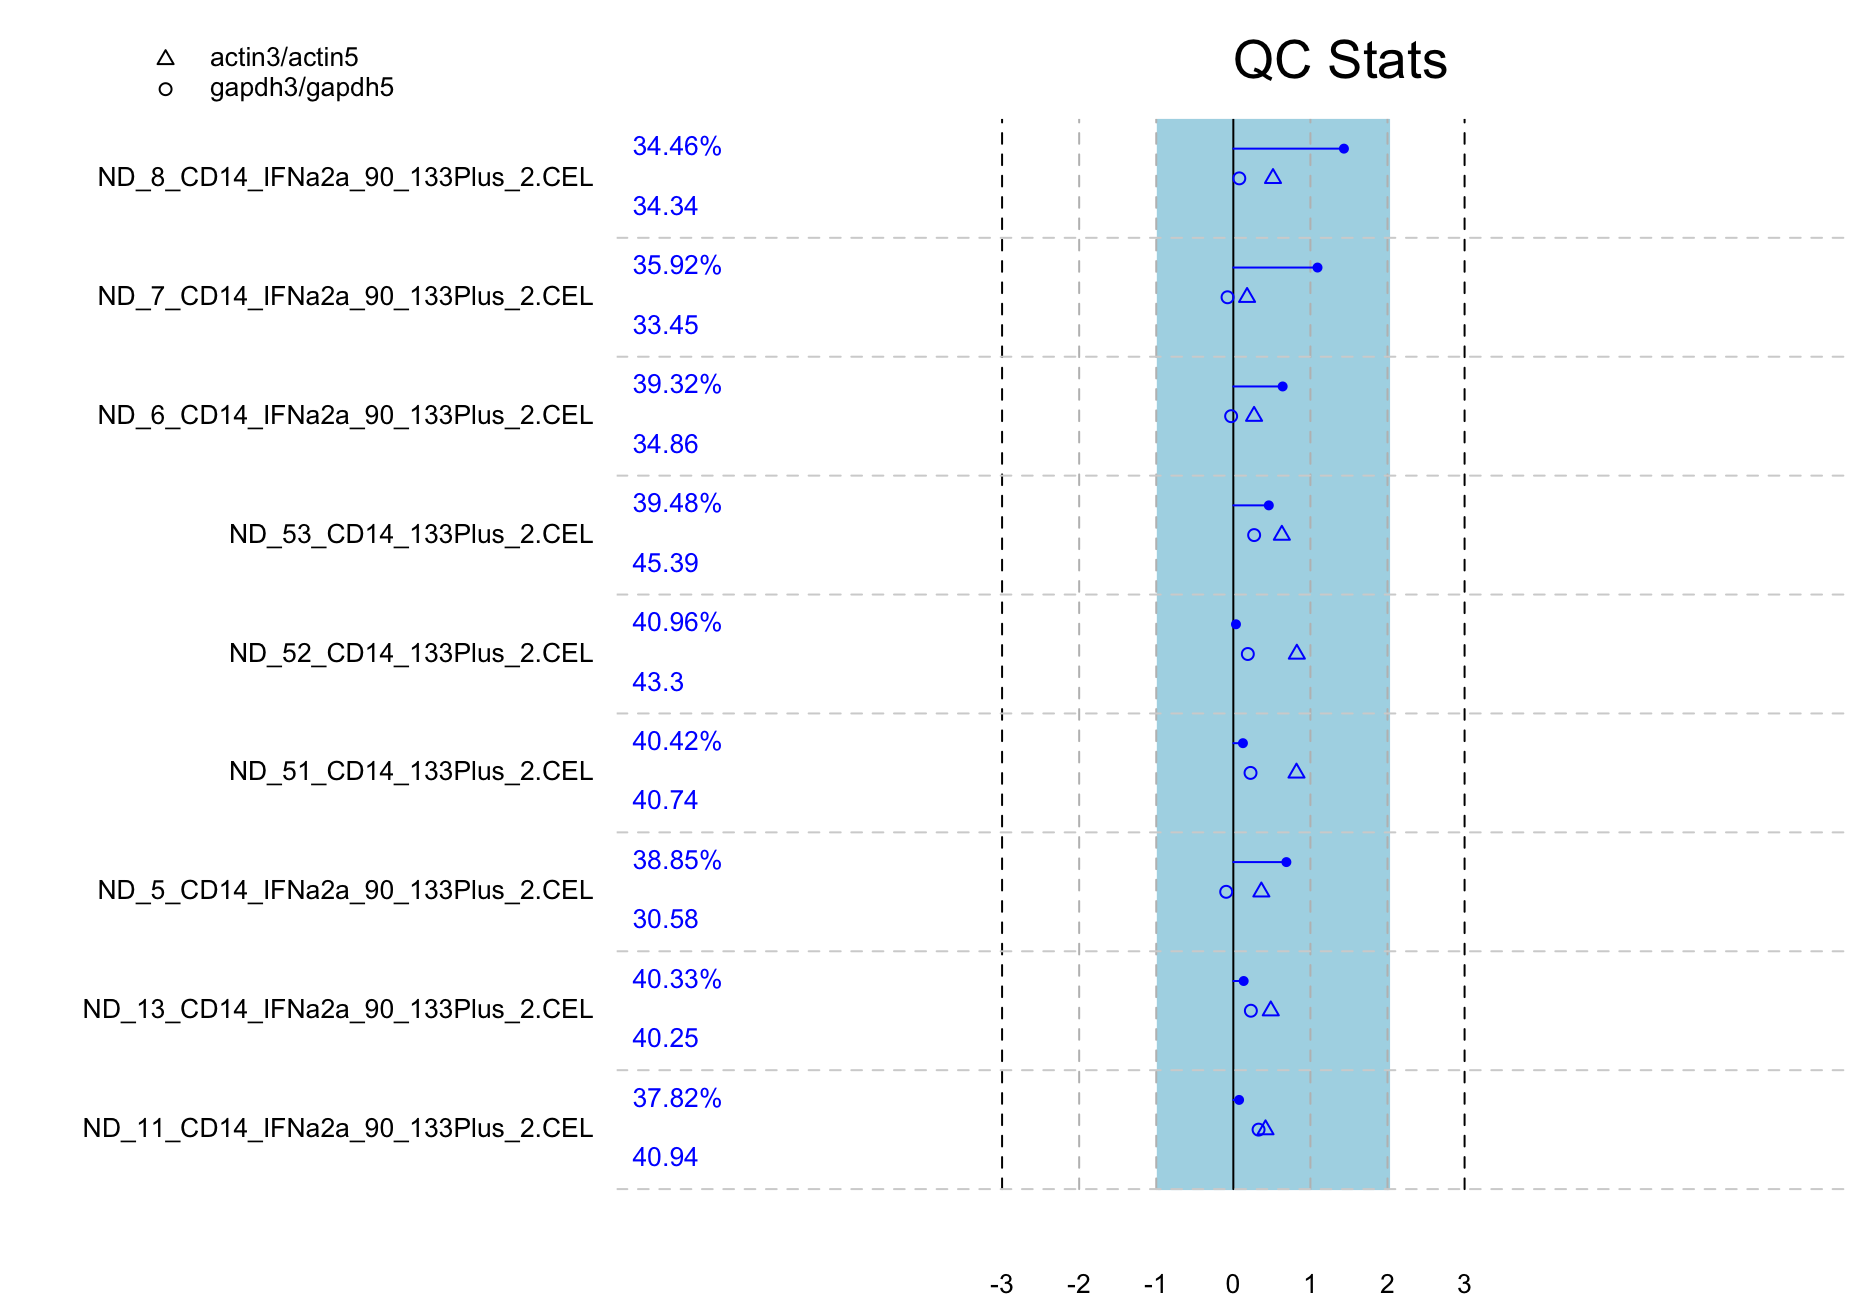 actin3/actin5
gapdh3/gapdh5
QC Stats
34.46%
ND_8_CD14_IFNa2a_90_133Plus_2.CEL
34.34
35.92%
ND_7_CD14_IFNa2a_90_133Plus_2.CEL
33.45
39.32%
ND_6_CD14_IFNa2a_90_133Plus_2.CEL
34.86
39.48%
ND_53_CD14_133Plus_2.CEL
45.39
40.96%
ND_52_CD14_133Plus_2.CEL
43.3
40.42%
ND_51_CD14_133Plus_2.CEL
40.74
38.85%
ND_5_CD14_IFNa2a_90_133Plus_2.CEL
30.58
40.33%
ND_13_CD14_IFNa2a_90_133Plus_2.CEL
40.25
37.82%
ND_11_CD14_IFNa2a_90_133Plus_2.CEL
40.94
-3 -2 -1 0 1 2 3